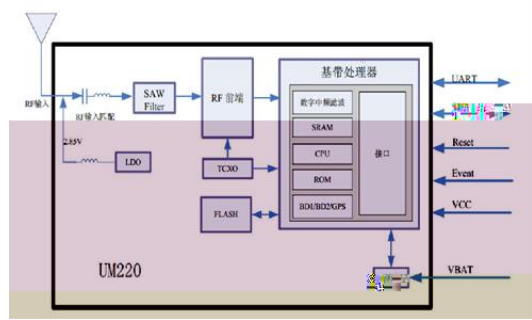 基带处理器
UART
SAW Filter
RF 前端
数字中频滤波
RF输入
RF输入匹配
SRAM
Reset
2.85V
CPU
接口
LDO
TCXO
ROM
Event
FLASH
BD1/BD2/GPS
VCC
UM220
VBAT